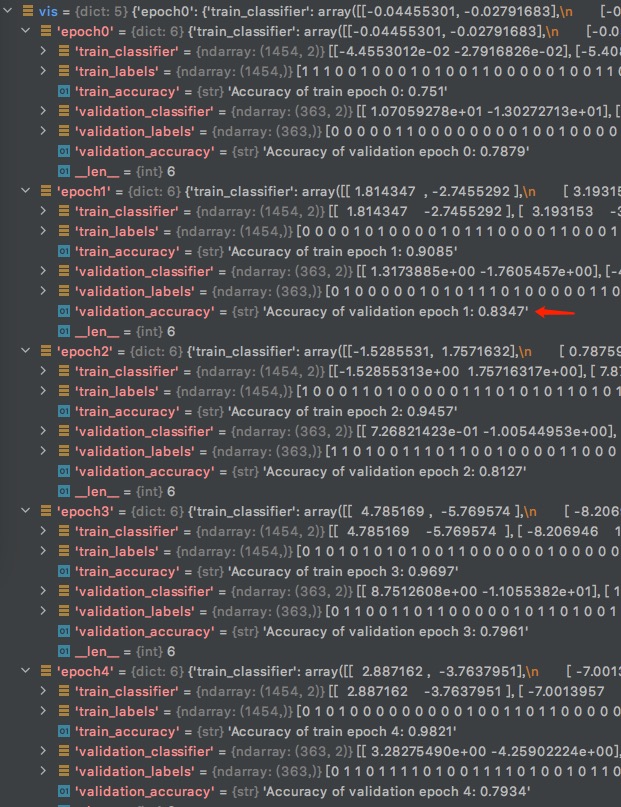 vis = {dict: 5} {'epoch0': {'train_classifier': array([[-0.04455301, -0.02791683],\n [-0
'epoch0' = {dict: 6} {'train_classifier': array([[-0.04455301, -0.02791683],\n [-0.0
'train_classifier' = {ndarray: (1454, 2)} [[-4.4553012e-02 -2.7916826e-02], [-5.408
'train_labels' = {ndarray: (1454,)} [1 1 1 0 0 1 0 0 0 1 0 1 0 0 1 1 0 0 0 0 0 1 0 0 1 1
01 'train_accuracy' = {str} 'Accuracy of train epoch 0: 0.751'
'validation_classifier' = {ndarray: (363, 2)} [[ 1.07059278e+01 -1.30272713e+01], [
'validation_labels' = {ndarray: (363,)} [0 0 0 0 0 1 1 0 0 0 0 0 0 0 1 0 0 1 0 0 0 0
01 'validation_accuracy' = {str} 'Accuracy of validation epoch 0: 0.7879'
01 __len__ = {int} 6
'epoch1' = {dict: 6} {'train_classifier': array([[ 1.814347 , -2.7455292 ],\n [ 3.1931
'train_classifier' = {ndarray: (1454, 2)} [[ 1.814347 -2.7455292 ], [ 3.193153 -3
'train_labels' = {ndarray: (1454,)} [0 0 0 0 1 0 1 0 0 0 0 1 0 1 1 1 0 0 0 0 1 1 0 0 0 1
01 'train_accuracy' = {str} 'Accuracy of train epoch 1: 0.9085'
'validation_classifier' = {ndarray: (363, 2)} [[ 1.3173885e+00 -1.7605457e+00], [-4
'validation_labels' = {ndarray: (363,)} [0 1 0 0 0 0 0 1 0 1 0 1 1 1 0 1 0 0 0 0 0 1 1 0
01 'validation_accuracy' = {str} 'Accuracy of validation epoch 1: 0.8347'
01 __len__ = {int} 6
'epoch2' = {dict: 6} {'train_classifier': array([[-1.5285531, 1.7571632],\n [ 0.78759
'train_classifier' = {ndarray: (1454, 2)} [[-1.52855313e+00 1.75716317e+00], [ 7.8
'train_labels' = {ndarray: (1454,)} [1 0 0 0 1 1 0 1 0 0 0 0 1 1 1 0 1 0 1 1 0 1 0 1
01 'train_accuracy' = {str} 'Accuracy of train epoch 2: 0.9457'
'validation_classifier' = {ndarray: (363, 2)} [[ 7.26821423e-01 -1.00544953e+00],
'validation_labels' = {ndarray: (363,)} [1 1 0 1 0 0 1 1 1 0 1 1 0 0 0 0 1 0 0 0 1 1
01 'validation_accuracy' = {str} 'Accuracy of validation epoch 2: 0.8127'
01 __len__ = {int} 6
'epoch3' = {dict: 6} {'train_classifier': array([[ 4.785169 , -5.769574 ],\n [-8.206
'train_classifier' = {ndarray: (1454, 2)} [[ 4.785169 -5.769574 ], [-8.206946 1
'train_labels' = {ndarray: (1454,)} [0 1 0 1 0 1 0 1 0 0 1 1 0 0 0 0 0 0 1 0 0 0 0 0
01 'train_accuracy' = {str} 'Accuracy of train epoch 3: 0.9697'
'validation_classifier' = {ndarray: (363, 2)} [[ 8.7512608e+00 -1.1055382e+01], [ 1
'validation_labels' = {ndarray: (363,)} [0 1 1 0 0 1 1 0 1 1 0 0 0 0 0 1 0 1 1 0 1 0 0 1
01 'validation_accuracy' = {str} 'Accuracy of validation epoch 3: 0.7961'
01 __len__ = {int} 6
'epoch4' = {dict: 6} {'train_classifier': array([[ 2.887162 , -3.7637951],\n [-7.0013
'train_classifier' = {ndarray: (1454, 2)} [[ 2.887162 -3.7637951 ], [-7.0013957
'train_labels' = {ndarray: (1454,)} [0 1 0 1 0 0 0 0 0 0 0 0 1 0 0 1 1 0 1 1 0 0 0 0 0
01 'train_accuracy' = {str} 'Accuracy of train epoch 4: 0.9821'
'validation_classifier' = {ndarray: (363, 2)} [[ 3.28275490e+00 -4.25902224e+00],
'validation_labels' = {ndarray: (363,)} [0 1 1 0 1 1 1 1 0 1 0 0 1 1 1 0 1 0 0 0 0 1
01 'validation_accuracy' = {str} 'Accuracy of validation epoch 4: 0.7934'